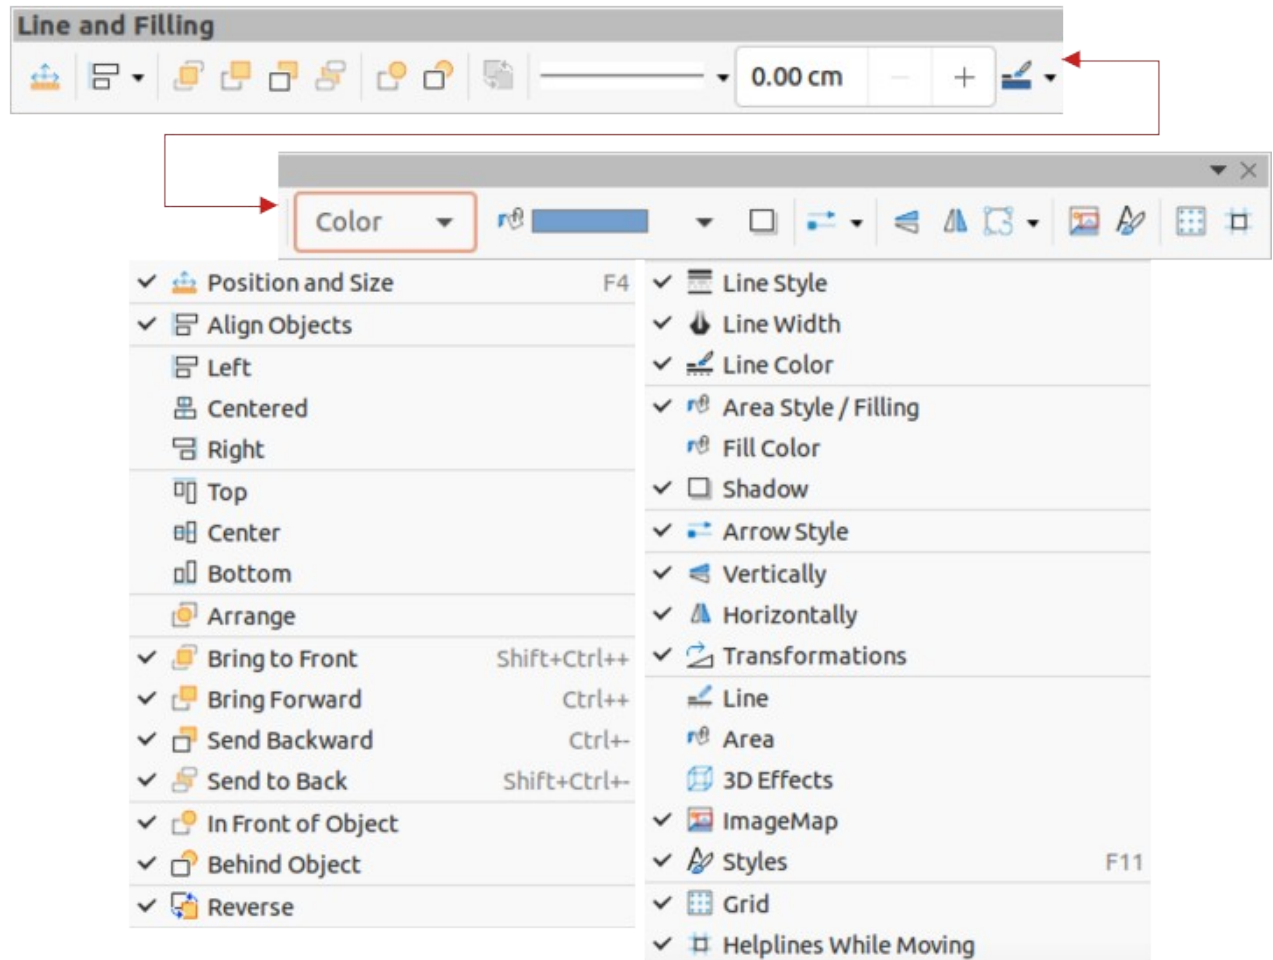 Line and Filling
0.00 cm
Color
Position and Size F4
Align Objects
Left
Centered
Right
Top
Center
Bottom
Arrange
Bring to Front Shift+Ctrl++
Bring Forward Ctrl++
Send Backward Ctrl+-
Send to Back Shift+Ctrl+-
In Front of Object
Behind Object
Reverse
Line Style
Line Width
Line Color
Area Style / Filling
Fill Color
Shadow
Arrow Style
Vertically
Horizontally
Transformations
Line
Area
3D Effects
ImageMap
Styles F11
Grid
Helplines While Moving